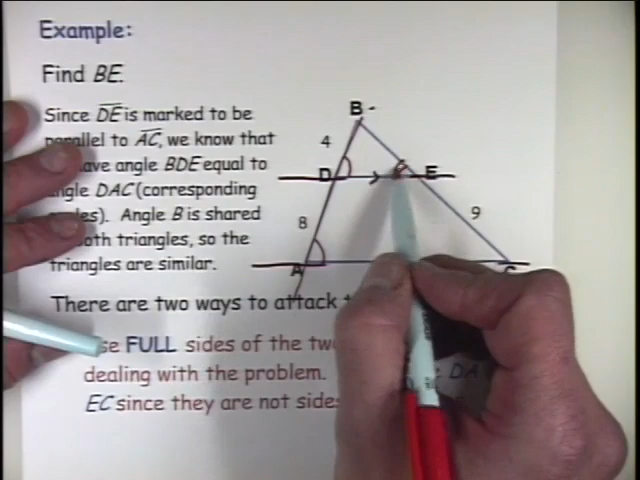 Example:
Find BE.
Since DE is marked to be
parallel to AC, we know that
have angle BDE equal to
angle DAC (corresponding
angles). Angle B is shared
both triangles, so the
triangles are similar.
There are two ways to attack
FULL sides of the
dealing with the problem.
EC since they are not
DA
B
4
D
E
8
9
A
C